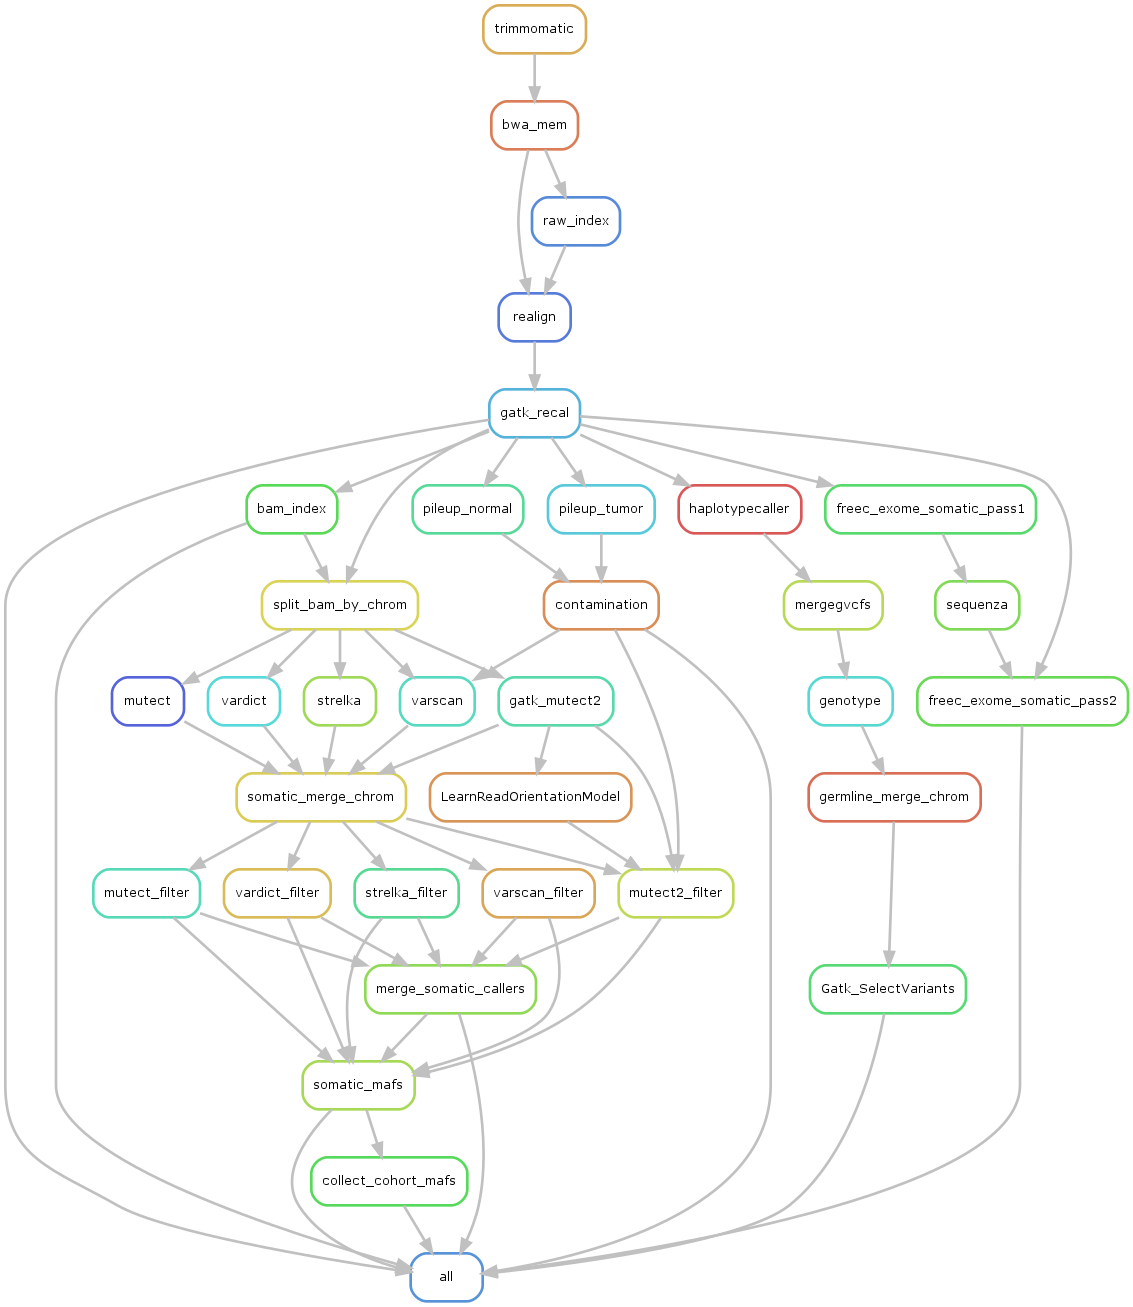 trimmomatic
bwa_mem
raw_index
realign
gatk_recal
bam_index
pileup_normal
pileup_tumor
haplotypecaller
freec_exome_somatic_pass1
split_bam_by_chrom
contamination
mergegvcfs
sequenza
mutect
vardict
strelka
varscan
gatk_mutect2
genotype
freec_exome_somatic_pass2
somatic_merge_chrom
LearnReadOrientationModel
germline_merge_chrom
mutect_filter
vardict_filter
strelka_filter
varscan_filter
mutect2_filter
merge_somatic_callers
Gatk_SelectVariants
somatic_mafs
collect_cohort_mafs
all